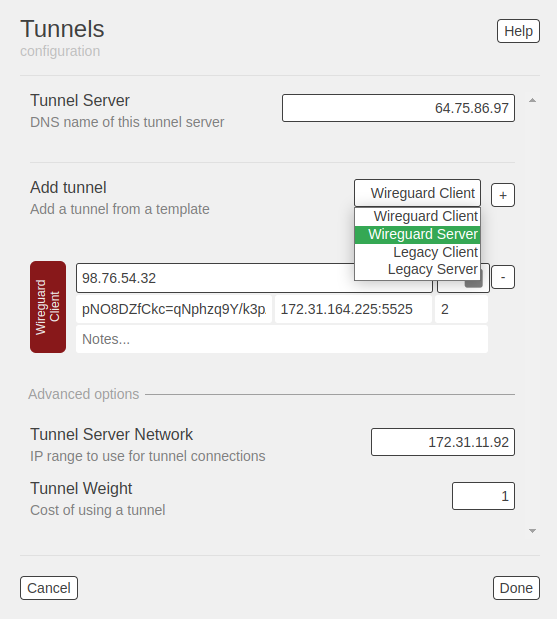 Tunnels
Help
configuration
Tunnel Server
64.75.86.97
DNS name of this tunnel server
Add tunnel
Wireguard Client
+
Add a tunnel from a template
Wireguard Client
Wireguard Server
Legacy Client
Legacy Server
Wireguard
Client
98.76.54.32
-
pNO8DZfCkc=qNphzq9Y/k3p
172.31.164.225:5525
2
Notes...
Advanced options
Tunnel Server Network
172.31.11.92
IP range to use for tunnel connections
Tunnel Weight
1
Cost of using a tunnel
Cancel
Done